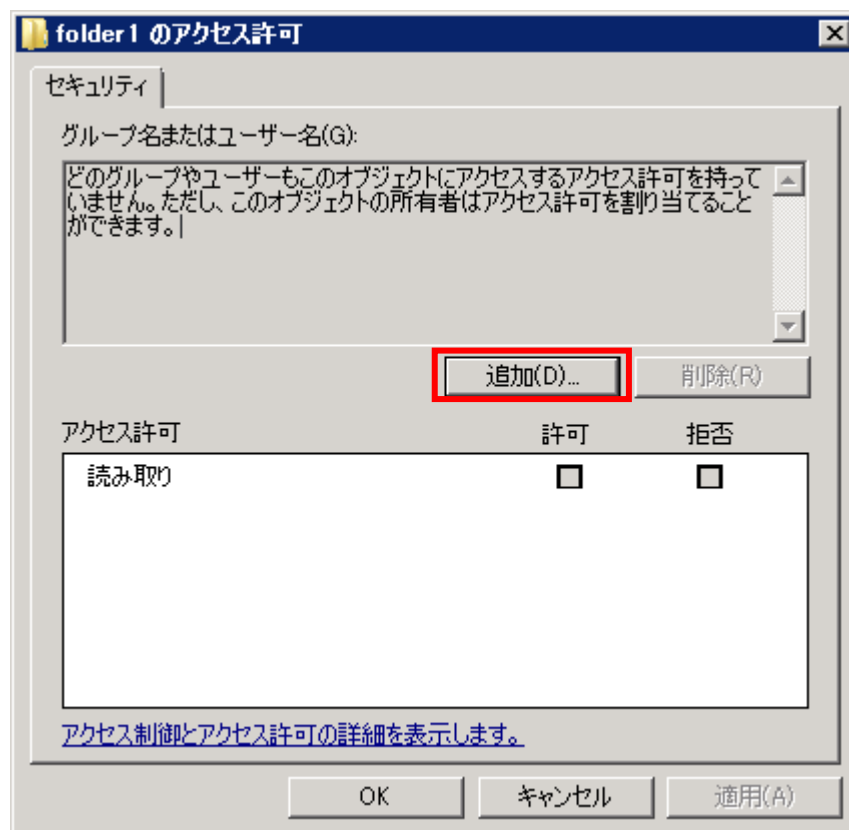 folder1 のアクセス許可
セキュリティ
グループ名またはユーザー名(G):
どのグループやユーザーもこのオブジェクトにアクセスするアクセス許可を持って
いません。ただし、このオブジェクトの所有者はアクセス許可を割り当てること
ができます。
追加(D)...
削除(R)
アクセス許可 許可 拒否
読み取り
アクセス制御とアクセス許可の詳細を表示します。
OK キャンセル 適用(A)